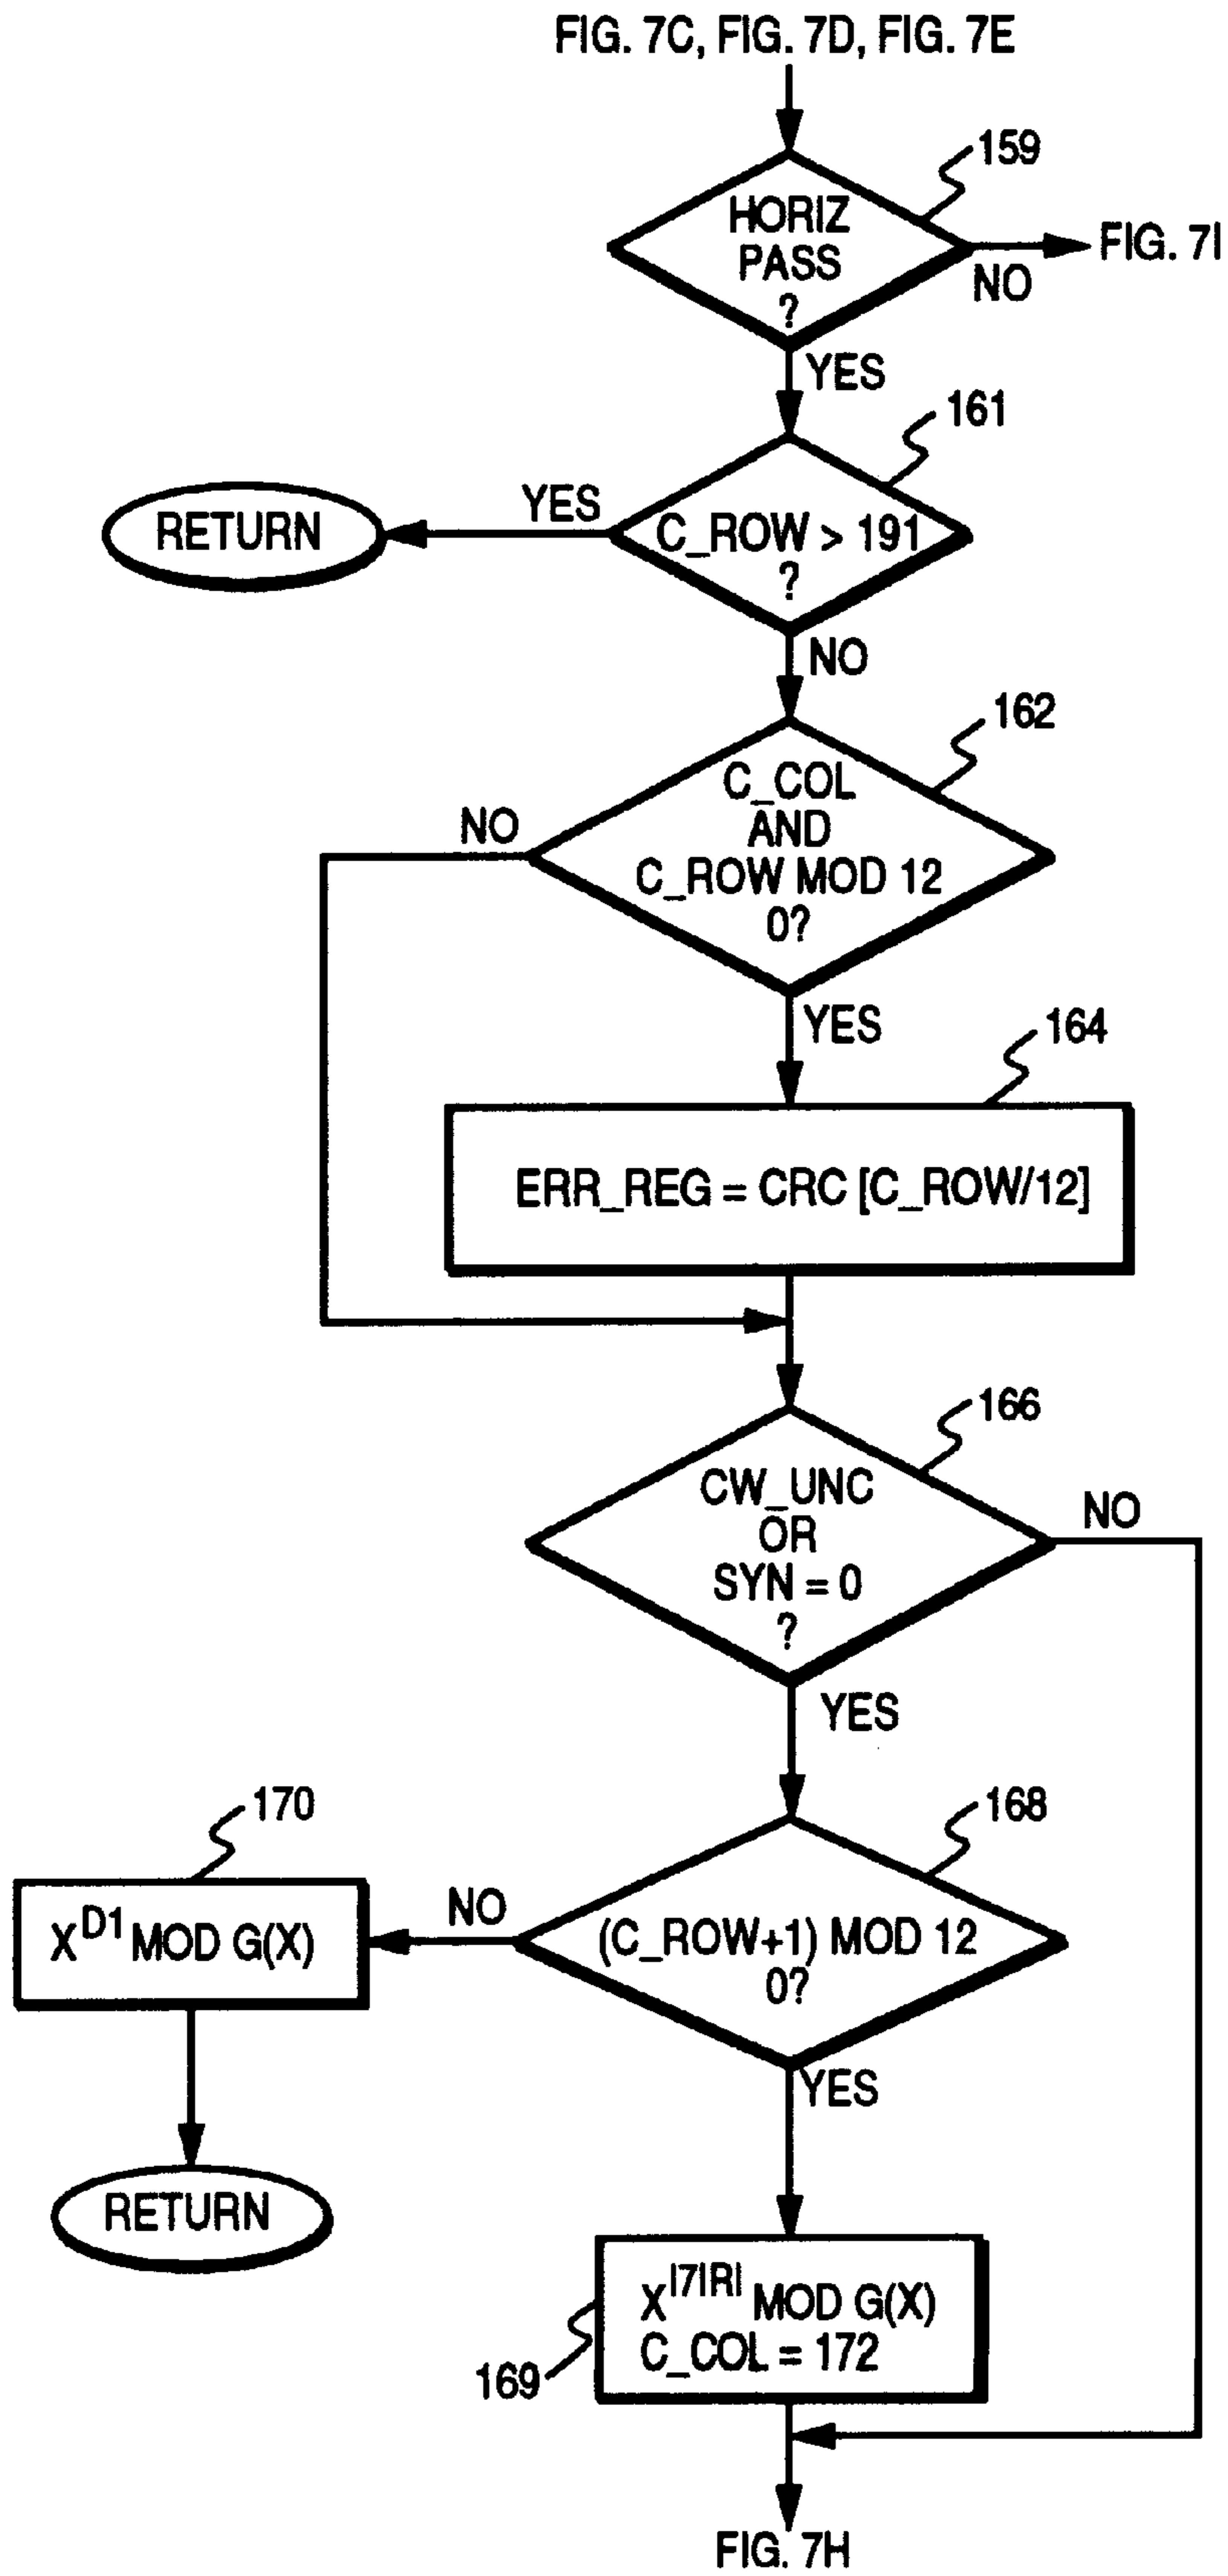 FIG. 7C, FIG. 7D, FIG. 7E
159
HORIZ
PASS
?
NO
FIG. 7I
YES
161
C_ROW > 191
?
YES
RETURN
NO
162
C_COL
AND
C_ROW MOD 12
0?
NO
YES
164
ERR_REG = CRC [C_ROW/12]
166
CW_UNC
OR
SYN = 0
?
NO
YES
168
(C_ROW+1) MOD 12
0?
NO
170
X^D1 MOD G(X)
RETURN
YES
X^|7|R| MOD G(X)
C_COL = 172
169
FIG. 7H